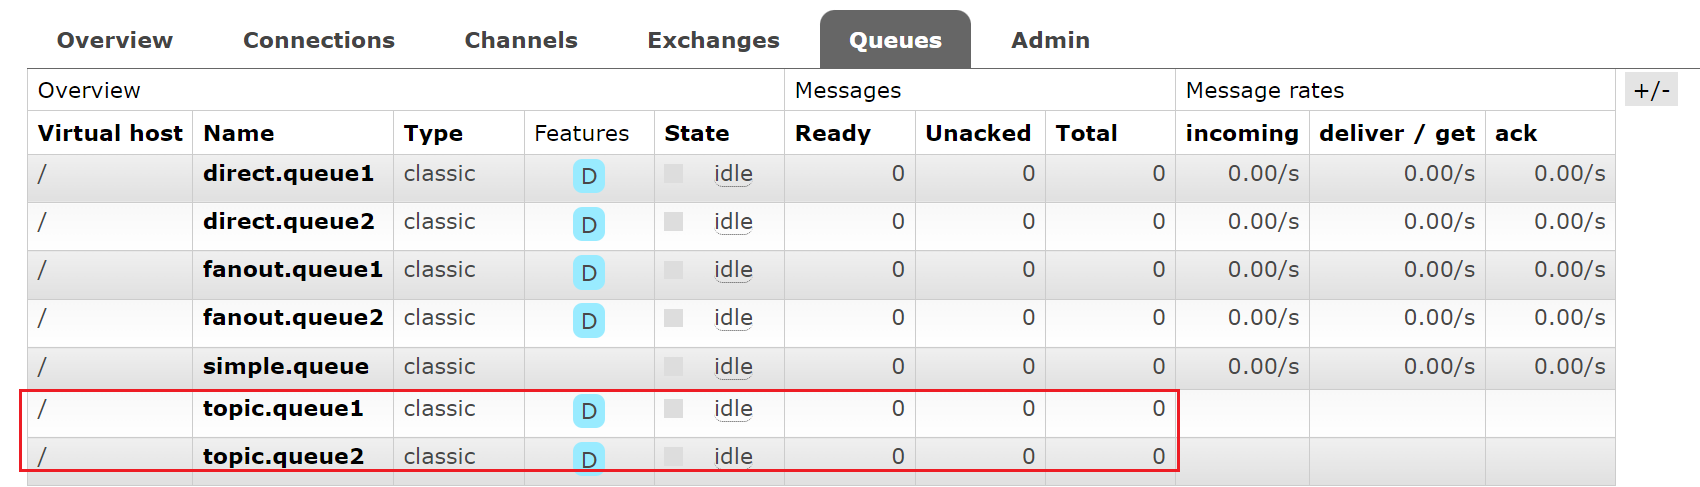 Overview Connections Channels Exchanges Queues Admin
Overview Messages Message rates +/-
Virtual host Name Type Features State Ready Unacked Total incoming deliver / get ack
/ direct.queue1 classic D idle 0 0 0 0.00/s 0.00/s 0.00/s
/ direct.queue2 classic D idle 0 0 0 0.00/s 0.00/s 0.00/s
/ fanout.queue1 classic D idle 0 0 0 0.00/s 0.00/s 0.00/s
/ fanout.queue2 classic D idle 0 0 0 0.00/s 0.00/s 0.00/s
/ simple.queue classic idle 0 0 0 0.00/s 0.00/s 0.00/s
/ topic.queue1 classic D idle 0 0 0
/ topic.queue2 classic D idle 0 0 0